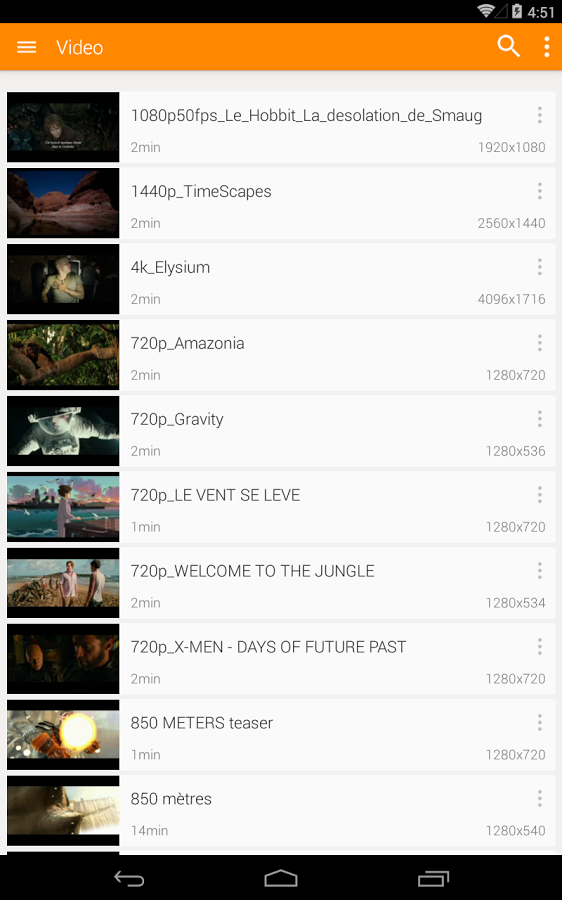 4:51
Video
1080p50fps_Le_Hobbit_La_desolation_de_Smaug
2min 1920x1080
1440p_TimeScapes
2min 2560x1440
4k_Elysium
2min 4096x1716
720p_Amazonia
2min 1280x720
720p_Gravity
2min 1280x536
720p_LE VENT SE LEVE
1min 1280x720
720p_WELCOME TO THE JUNGLE
2min 1280x534
720p_X-MEN - DAYS OF FUTURE PAST
2min 1280x720
850 METERS teaser
1min 1280x720
850 mètres
14min 1280x540